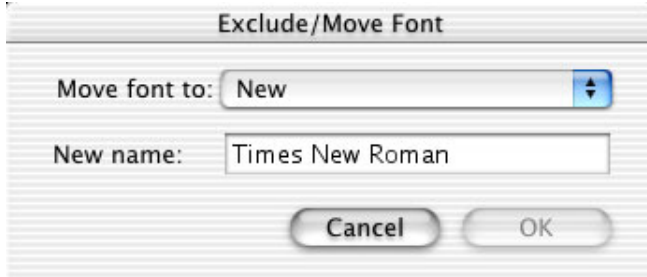 Exclude/Move Font
Move font to: New
New name: Times New Roman
Cancel OK